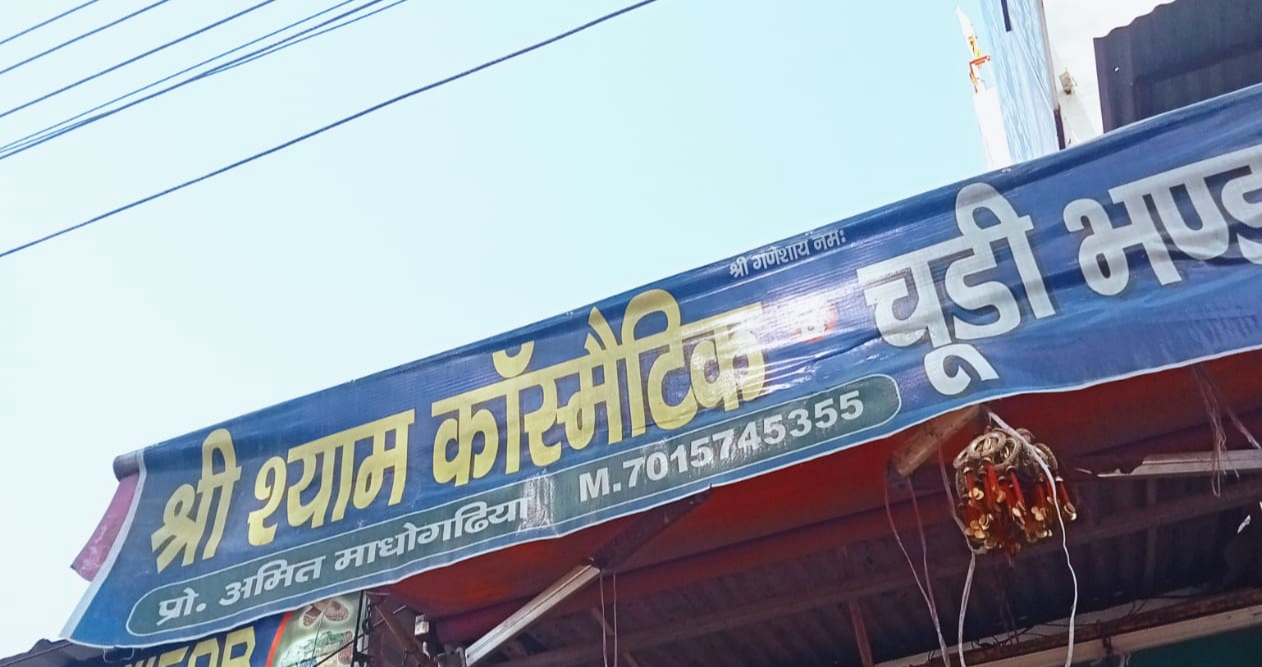 श्री गणेशाय नमः
श्री श्याम कॉस्मैटिक चूडी
प्रो. अमित माधोगढिया M.7015745355